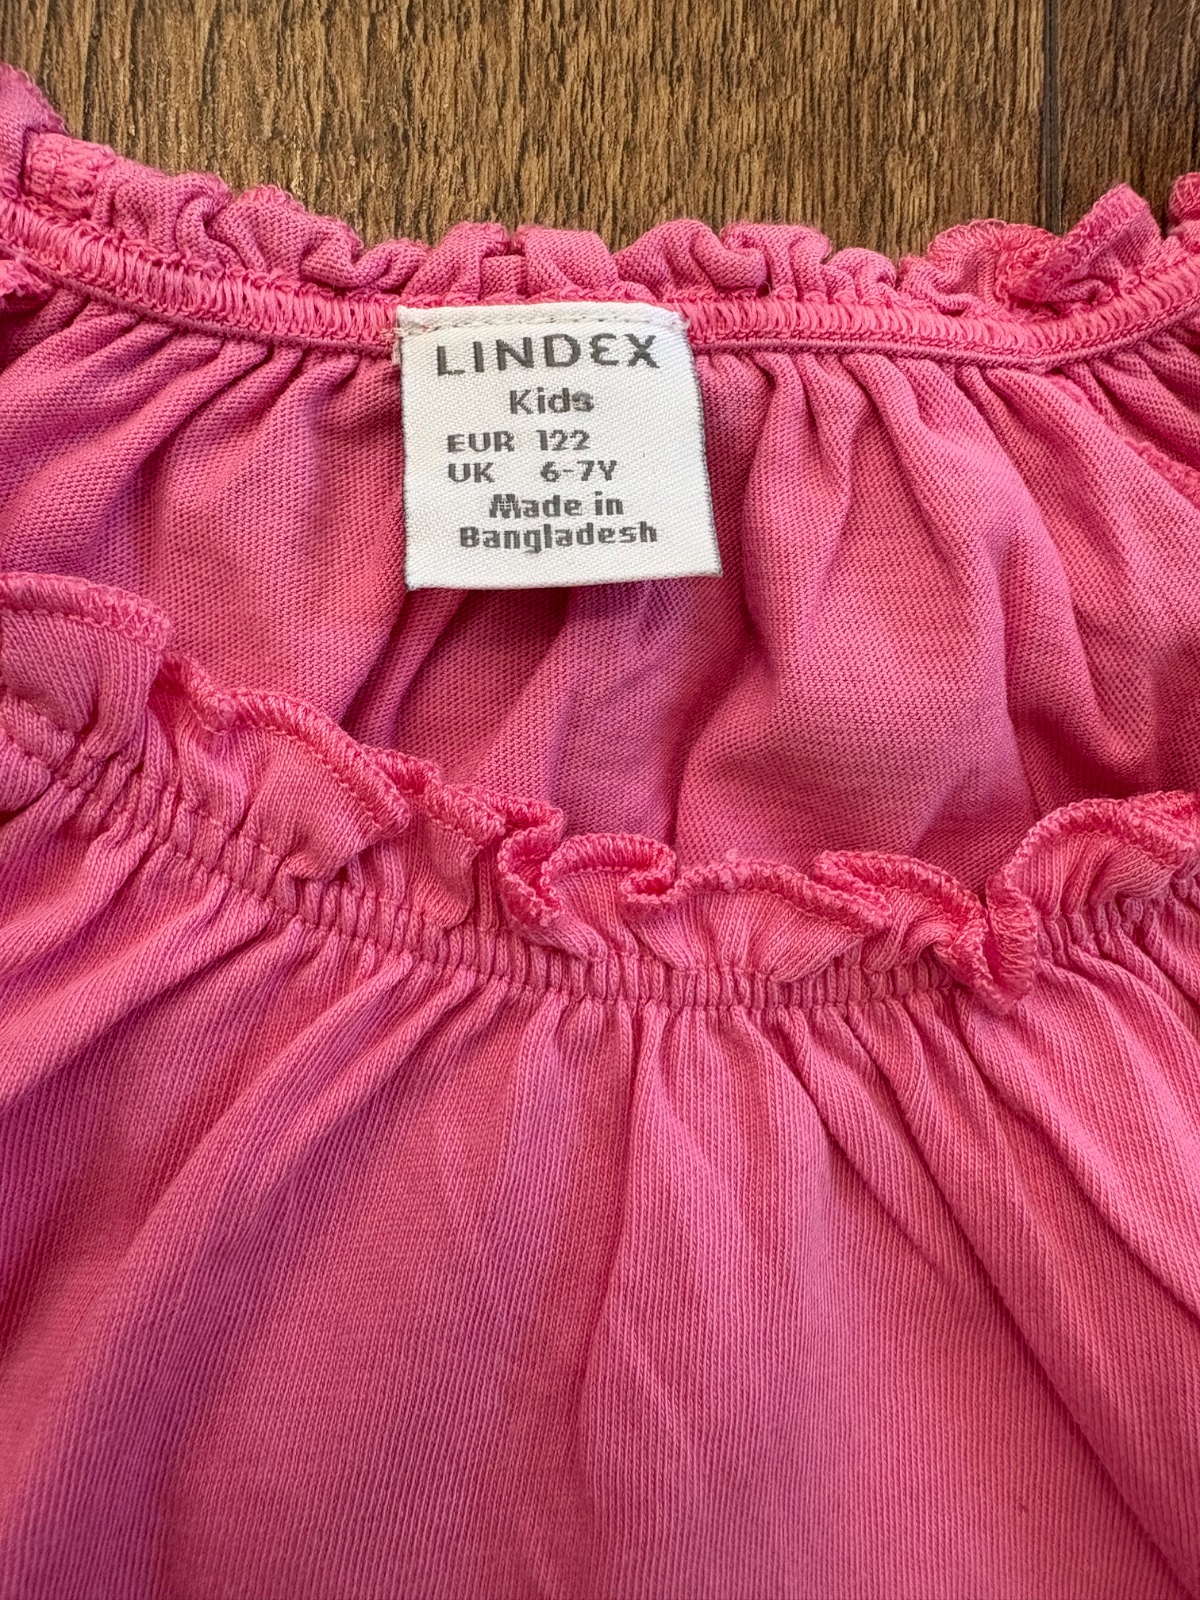 LINDEX
Kids
EUR 122
UK 6-7Y
Made in
Bangladesh